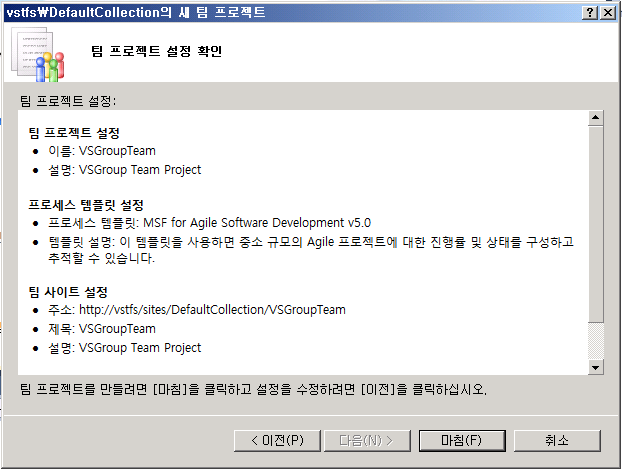 vstfs\DefaultCollection의 새 팀 프로젝트
팀 프로젝트 설정 확인
팀 프로젝트 설정:
팀 프로젝트 설정
• 이름: VSGroupTeam
• 설명: VSGroup Team Project
프로세스 템플릿 설정
• 프로세스 템플릿: MSF for Agile Software Development v5.0
• 템플릿 설명: 이 템플릿을 사용하면 중소 규모의 Agile 프로젝트에 대한 진행률 및 상태를 구성하고
추적할 수 있습니다.
팀 사이트 설정
• 주소: http://vstfs/sites/DefaultCollection/VSGroupTeam
• 제목: VSGroupTeam
• 설명: VSGroup Team Project
팀 프로젝트를 만들려면 [마침]을 클릭하고 설정을 수정하려면 [이전]을 클릭하십시오.
< 이전(P) 다음(N) > 마침(F) 취소